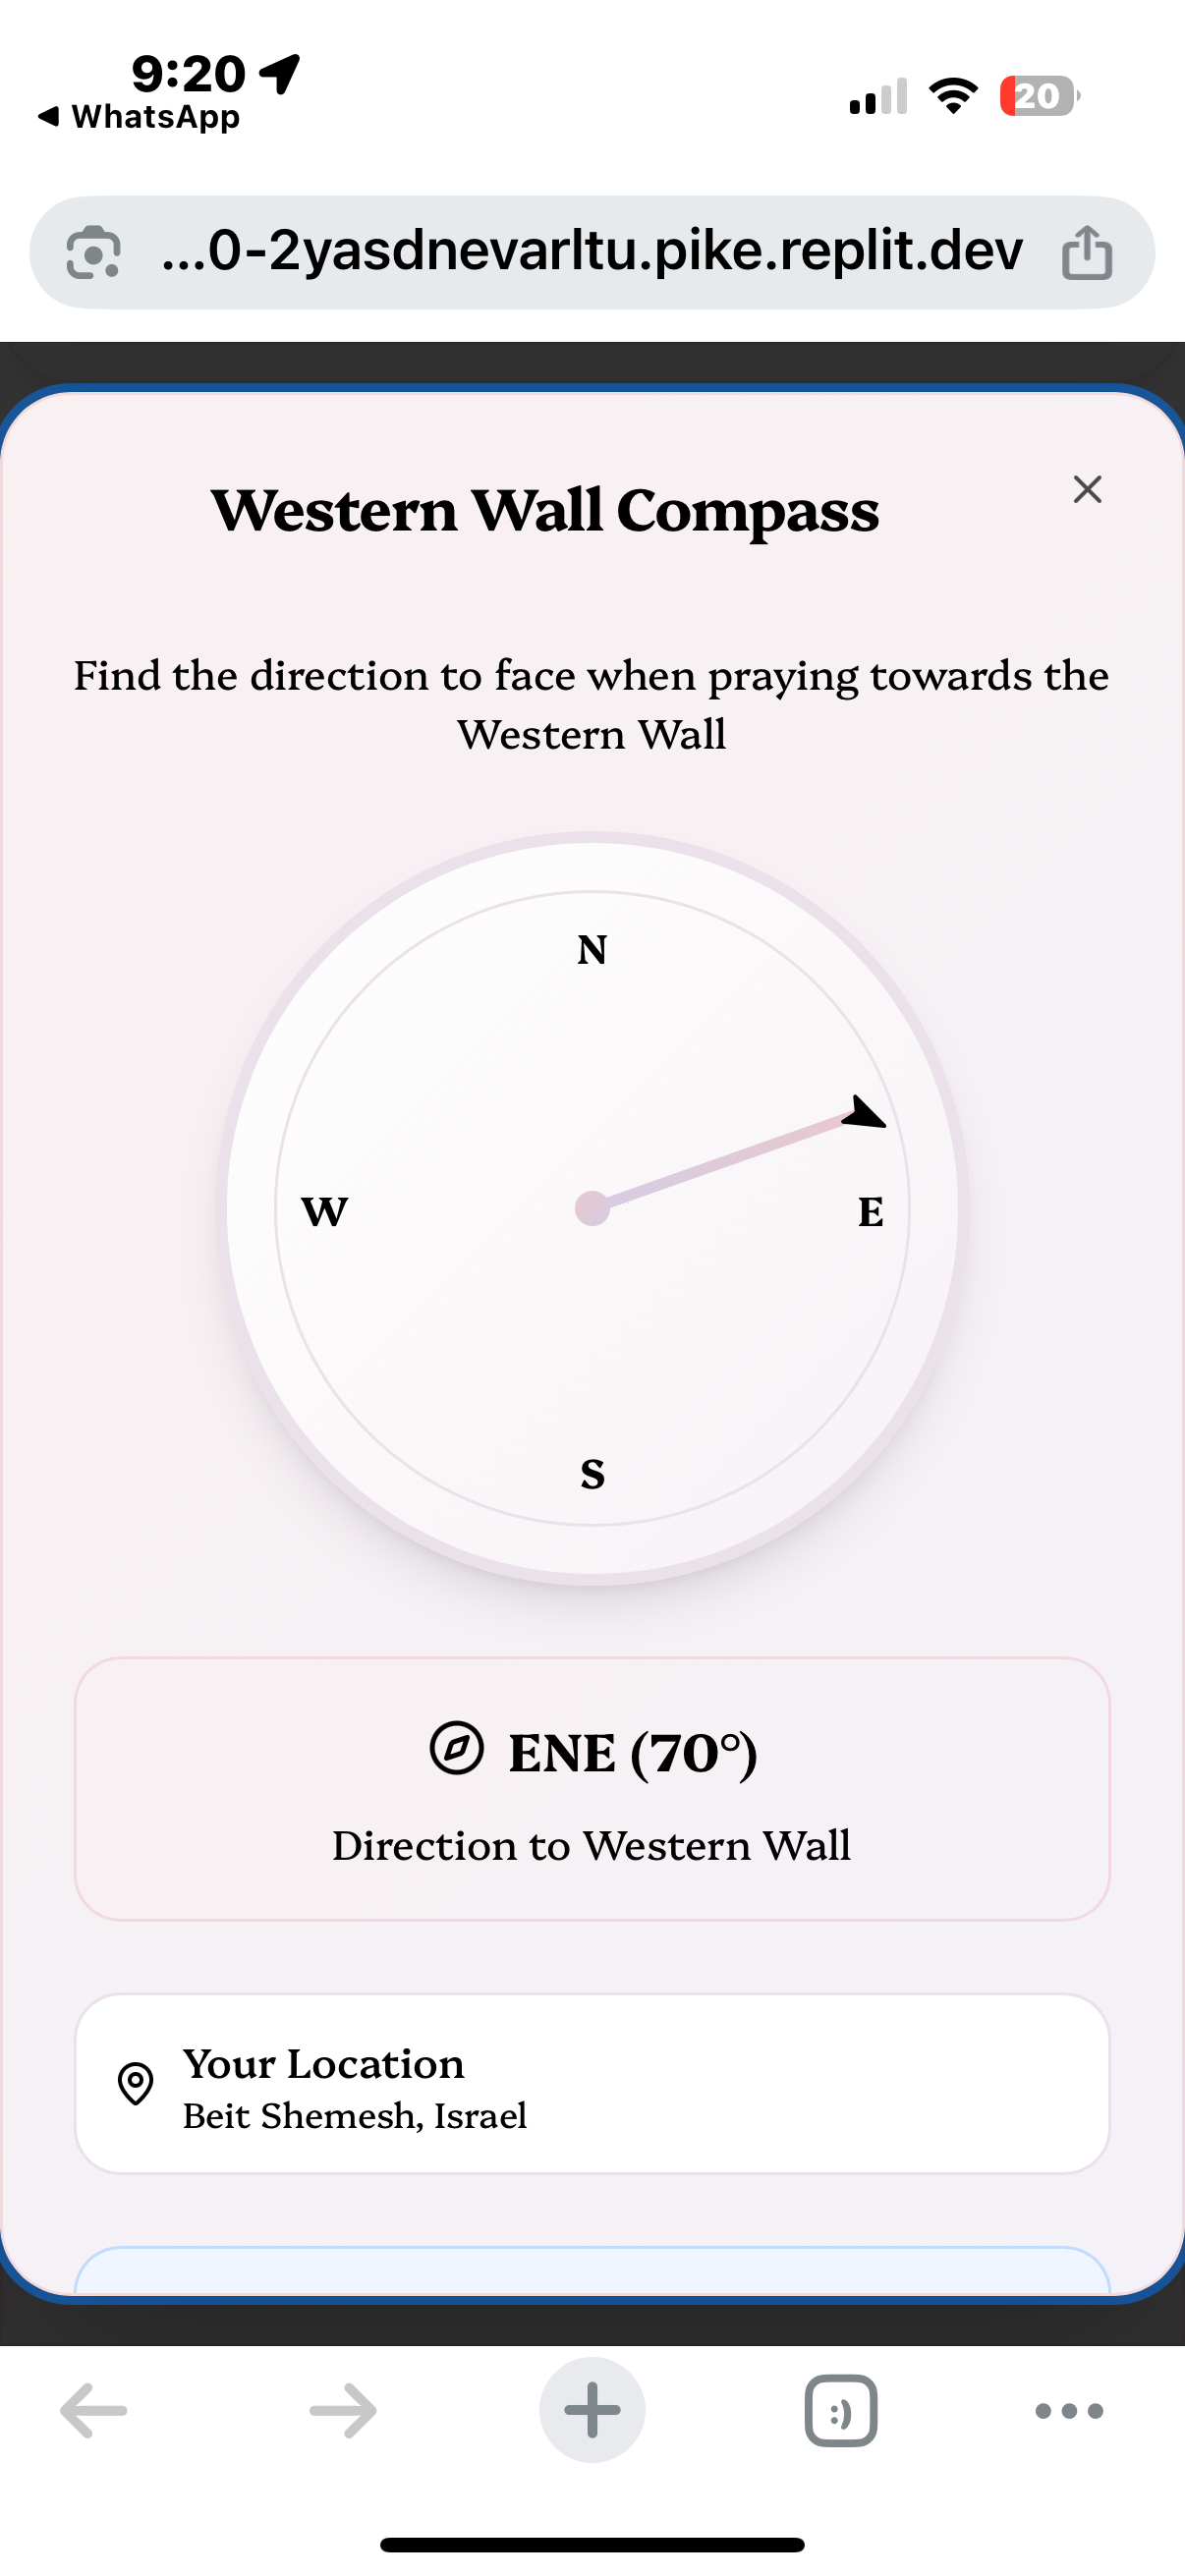 9:20
WhatsApp
20
...0-2yasdnevarltu.pike.replit.dev
Western Wall Compass
Find the direction to face when praying towards the
Western Wall
N
W
E
S
ENE (70°)
Direction to Western Wall
Your Location
Beit Shemesh, Israel
:)